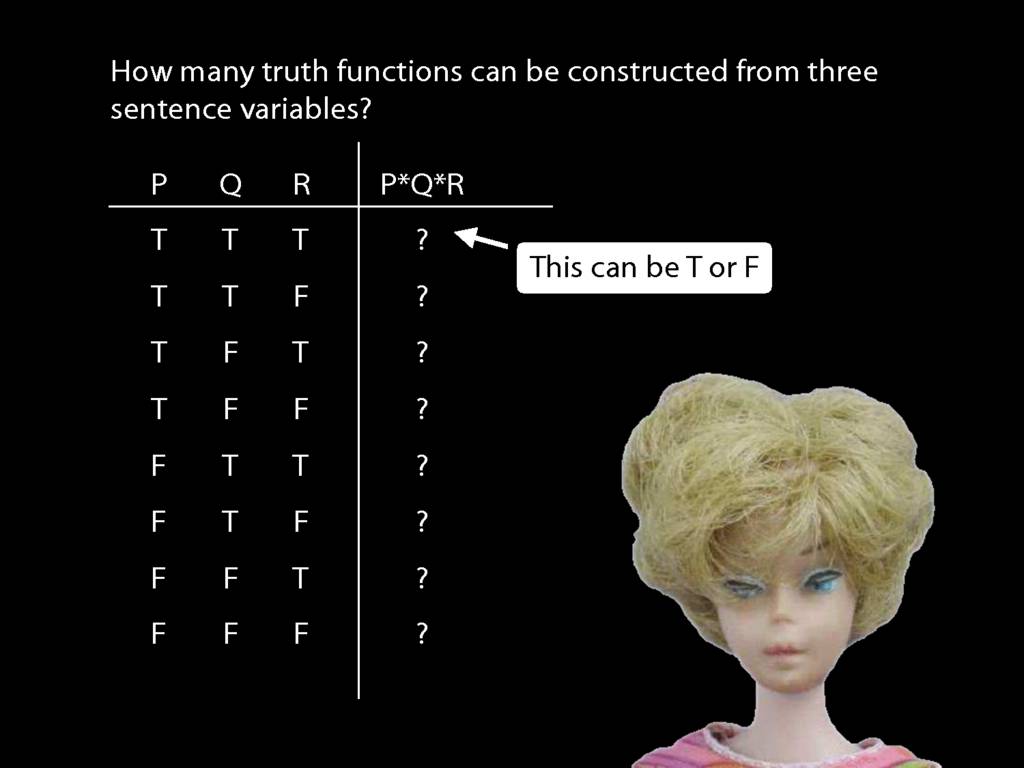 How many truth functions can be constructed from three
sentence variables?
P Q R P*Q*R
T T T ?
This can be T or F
T T F ?
T F T ?
T F F ?
F T T ?
F T F ?
F F T ?
F F F ?